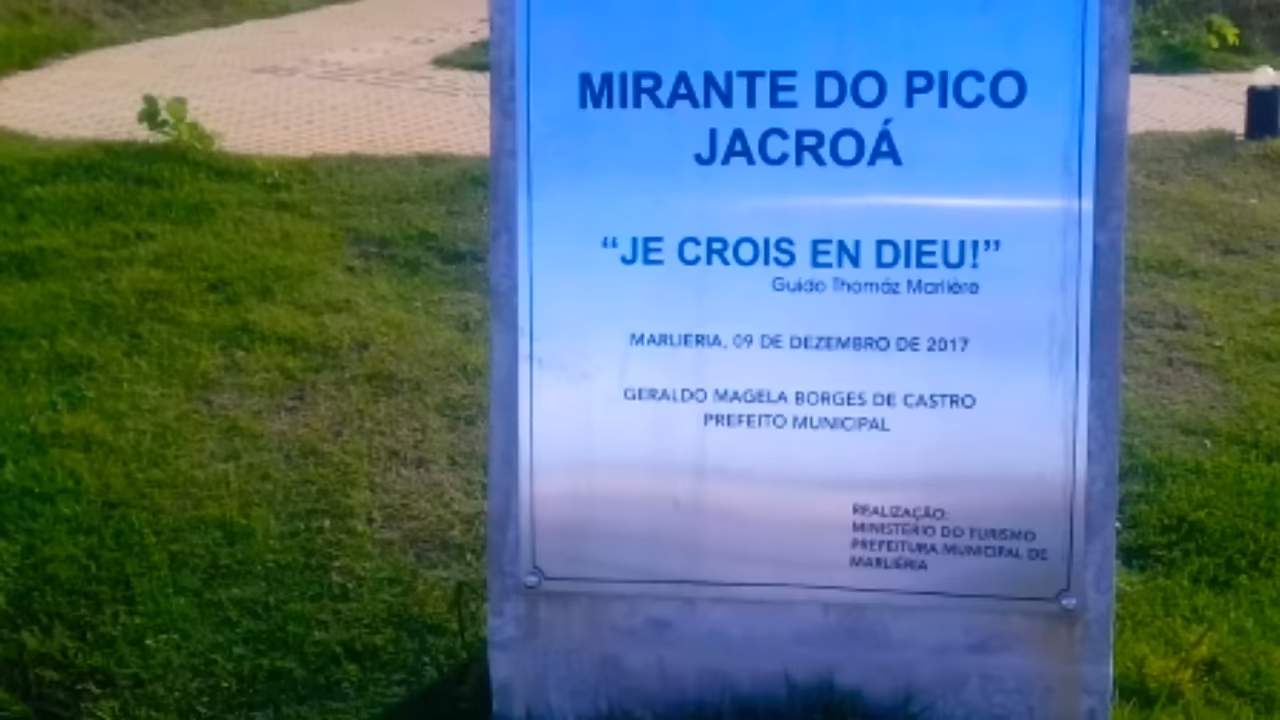 MIRANTE DO PICO
JACROÁ
“JE CROIS EN DIEU!”
Guido Thomáz Marlière
MARLIÉRIA, 09 DE DEZEMBRO DE 2017
GERALDO MAGELA BORGES DE CASTRO
PREFEITO MUNICIPAL
REALIZAÇÃO:
MINISTÉRIO DO TURISMO
PREFEITURA MUNICIPAL DE
MARLIÉRIA